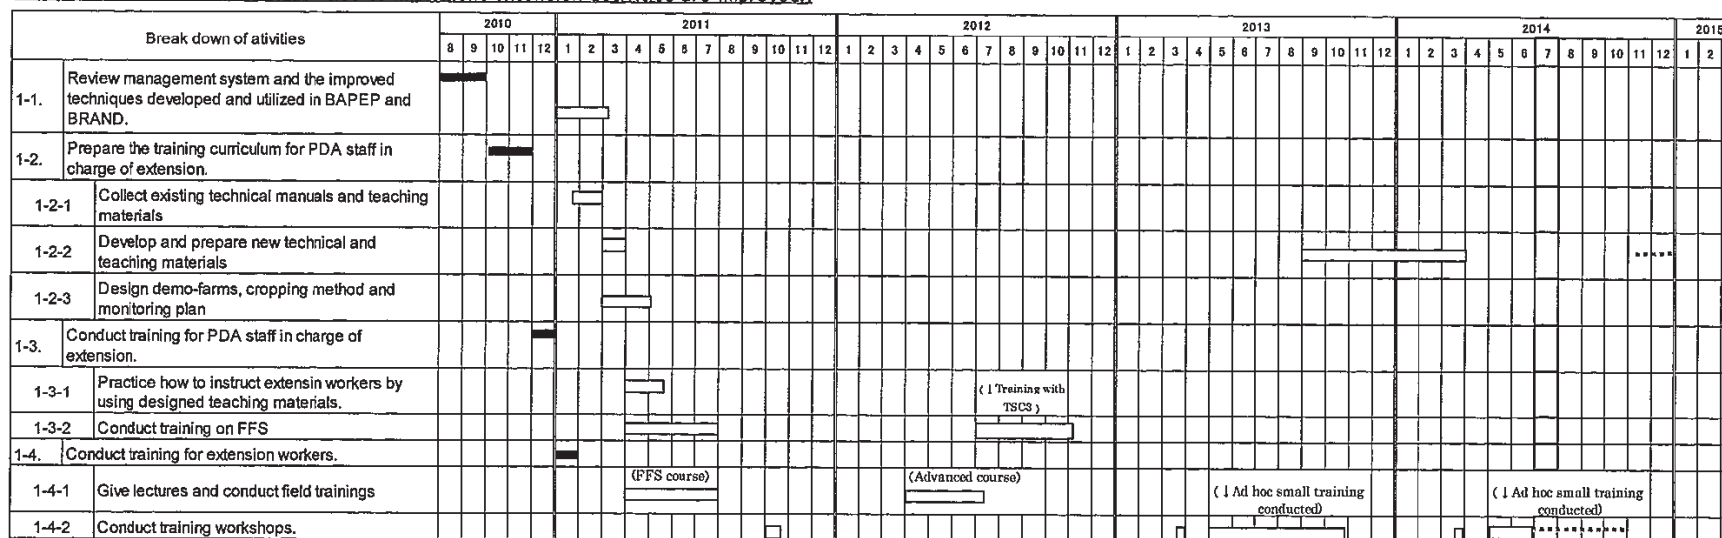 are improved.
2010 2011 2012 2013 2014 2015
Break down of ativities
8 9 10 11 12 1 2 3 4 5 6 7 8 9 10 11 12 1 2 3 4 5 6 7 8 9 10 11 12 1 2 3 4 5 6 7 8 9 10 11 12 1 2 3 4 5 6 7 8 9 10 11 12 1 2
1-1. Review management system and the improved
techniques developed and utilized in BAPEP and
BRAND.
1-2. Prepare the training curriculum for PDA staff in
charge of extension.
1-2-1 Collect existing technical manuals and teaching
materials
1-2-2 Develop and prepare new technical and
teaching materials
1-2-3 Design demo-farms, cropping method and
monitoring plan
1-3. Conduct training for PDA staff in charge of
extension.
1-3-1 Practice how to instruct extensin workers by
using designed teaching materials.
(↓Training with
TSC3 )
1-3-2 Conduct training on FFS
1-4. Conduct training for extension workers.
(FFS course) (Advanced course)
1-4-1 Give lectures and conduct field trainings
(↓Ad hoc small training
conducted)
(↓Ad hoc small training
conducted)
1-4-2 Conduct training workshops.